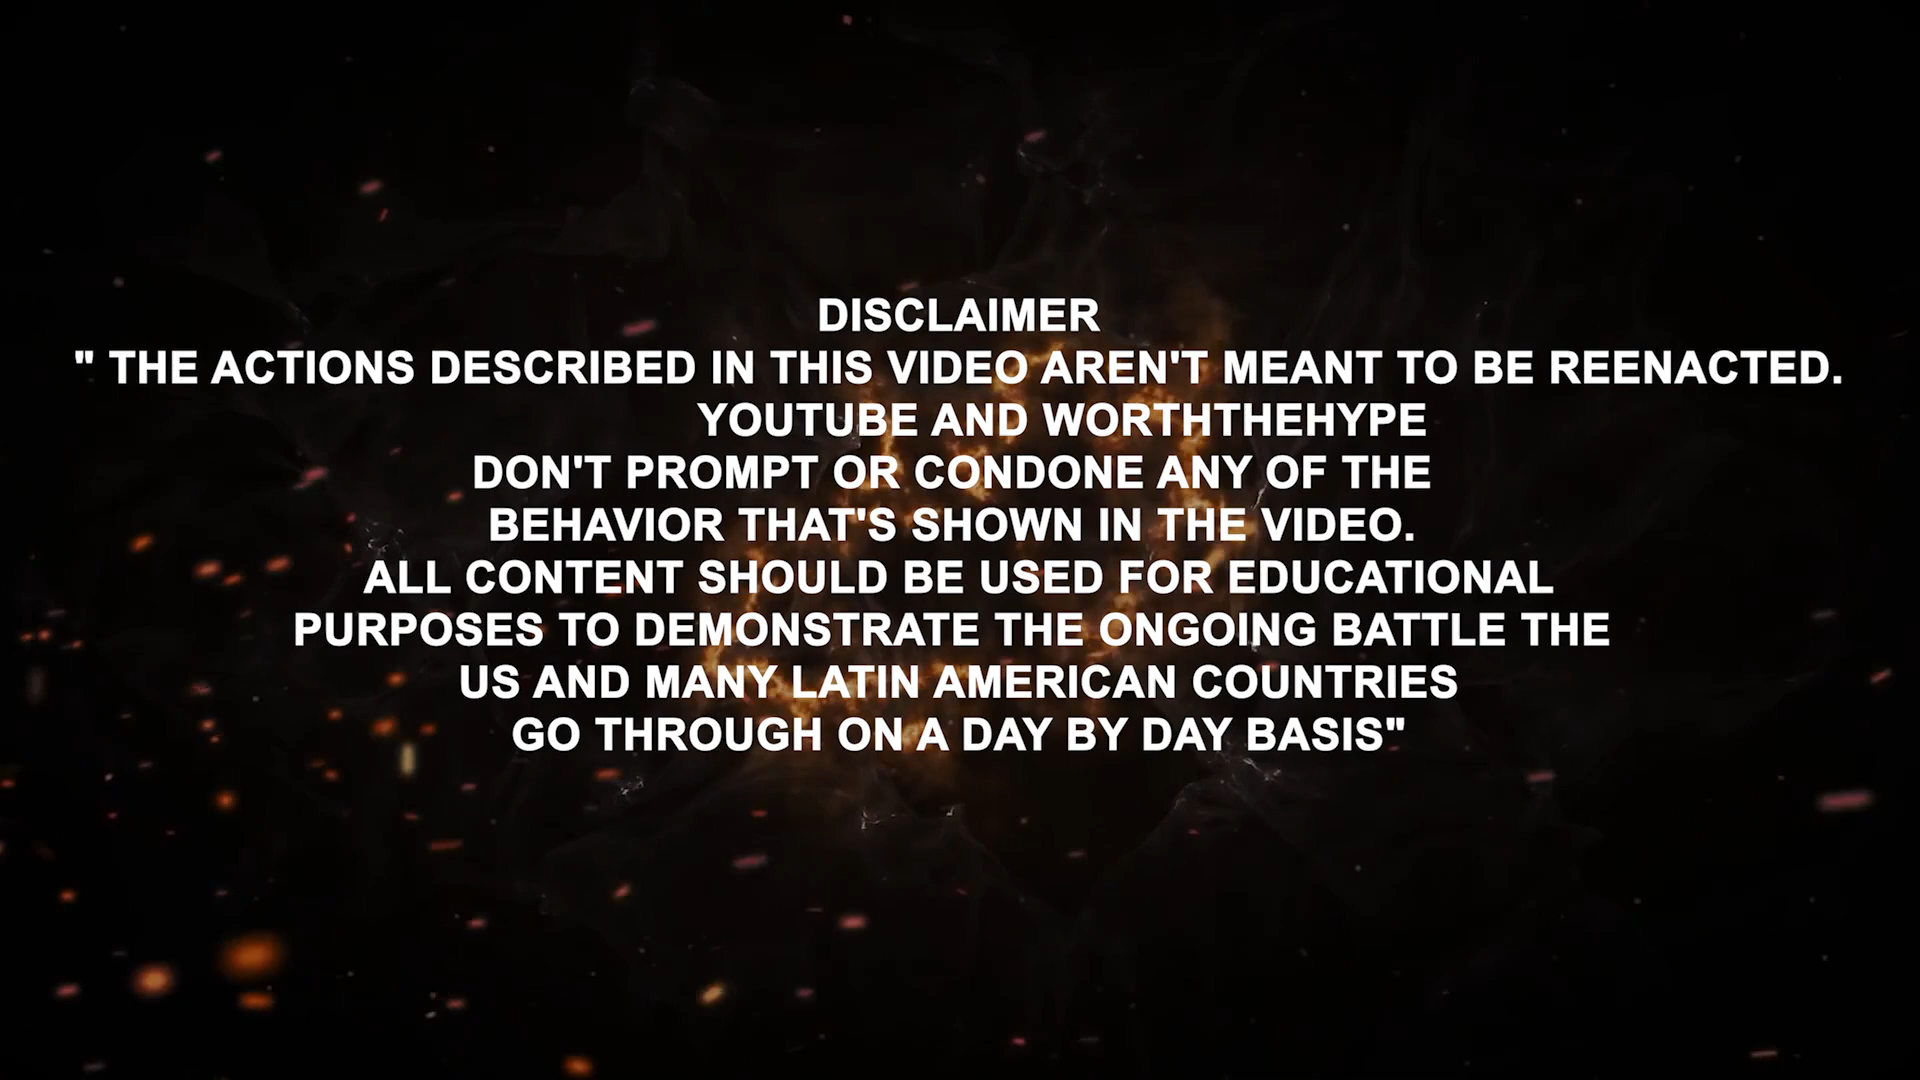 DISCLAIMER
" THE ACTIONS DESCRIBED IN THIS VIDEO AREN'T MEANT TO BE REENACTED.
YOUTUBE AND WORTHTHEHYPE
DON'T PROMPT OR CONDONE ANY OF THE
BEHAVIOR THAT'S SHOWN IN THE VIDEO.
ALL CONTENT SHOULD BE USED FOR EDUCATIONAL
PURPOSES TO DEMONSTRATE THE ONGOING BATTLE THE
US AND MANY LATIN AMERICAN COUNTRIES
GO THROUGH ON A DAY BY DAY BASIS"